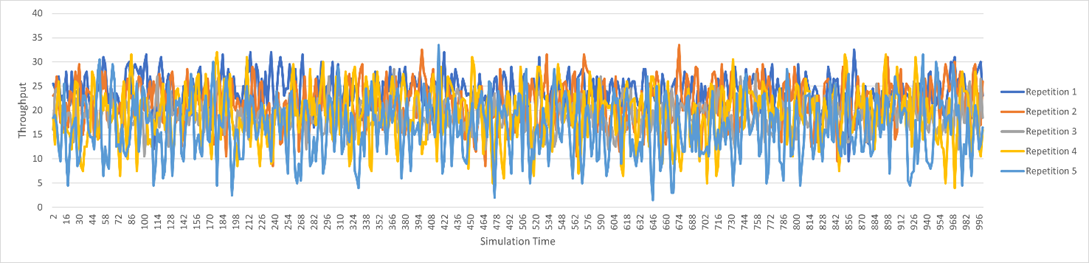 40
35
30
25
20
15
10
5
0
Throughput
2 16 30 44 58 72 86 100 114 128 142 156 170 184 198 212 226 240 254 268 282 296 310 324 338 352 366 380 394 408 422 436 450 464 478 492 506 520 534 548 562 576 590 604 618 632 646 660 674 688 702 716 730 744 758 772 786 800 814 828 842 856 870 884 898 912 926 940 954 968 982 996
Simulation Time
Repetition 1
Repetition 2
Repetition 3
Repetition 4
Repetition 5